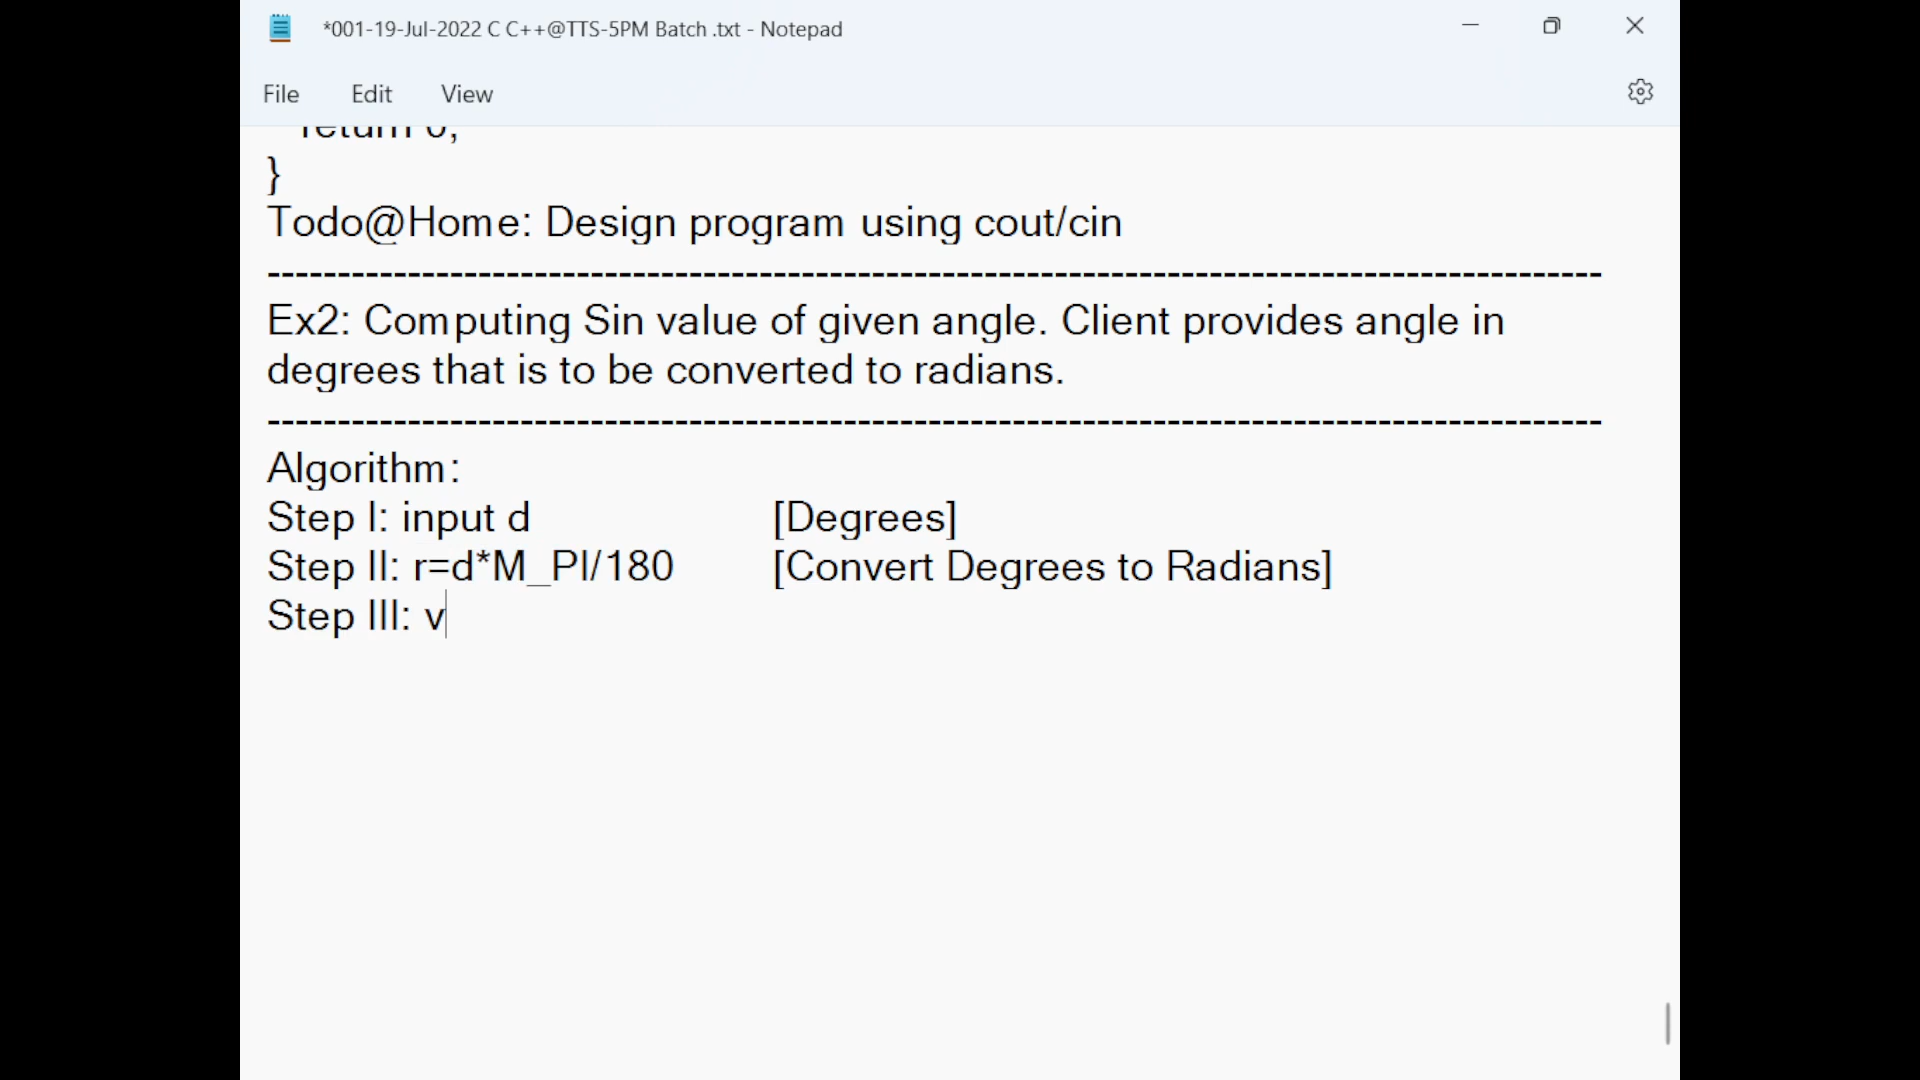 *001-19-Jul-2022 C C++@TTS-5PM Batch .txt - Notepad
File Edit View
return 0;
}
Todo@Home: Design program using cout/cin
-----------------------------------------------------------------------------------------------
Ex2: Computing Sin value of given angle. Client provides angle in
degrees that is to be converted to radians.
-----------------------------------------------------------------------------------------------
Algorithm:
Step I: input d [Degrees]
Step II: r=d*M_PI/180 [Convert Degrees to Radians]
Step III: v